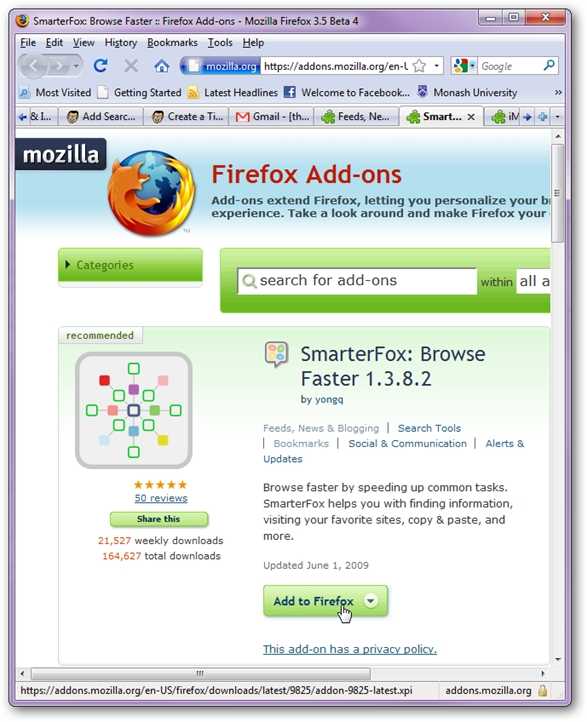 SmarterFox: Browse Faster :: Firefox Add-ons - Mozilla Firefox 3.5 Beta 4
File Edit View History Bookmarks Tools Help
mozilla.org https://addons.mozilla.org/en-U Google
Most Visited Getting Started Latest Headlines Welcome to Facebook... Monash University
& I... Add Searc... Create a Ti... Gmail - [th... Feeds, Ne... Smart... iM
mozilla
Firefox Add-ons
Add-ons extend Firefox, letting you personalize your b
experience. Take a look around and make Firefox your
Categories
search for add-ons within all a
recommended
SmarterFox: Browse
Faster 1.3.8.2
by yongq
Feeds, News & Blogging | Search Tools
| Bookmarks | Social & Communication | Alerts &
Updates
50 reviews
Share this
21,527 weekly downloads
164,627 total downloads
Browse faster by speeding up common tasks.
SmarterFox helps you with finding information,
visiting your favorite sites, copy & paste, and
more.
Updated June 1, 2009
Add to Firefox
This add-on has a privacy policy.
https://addons.mozilla.org/en-US/firefox/downloads/latest/9825/addon-9825-latest.xpi addons.mozilla.org